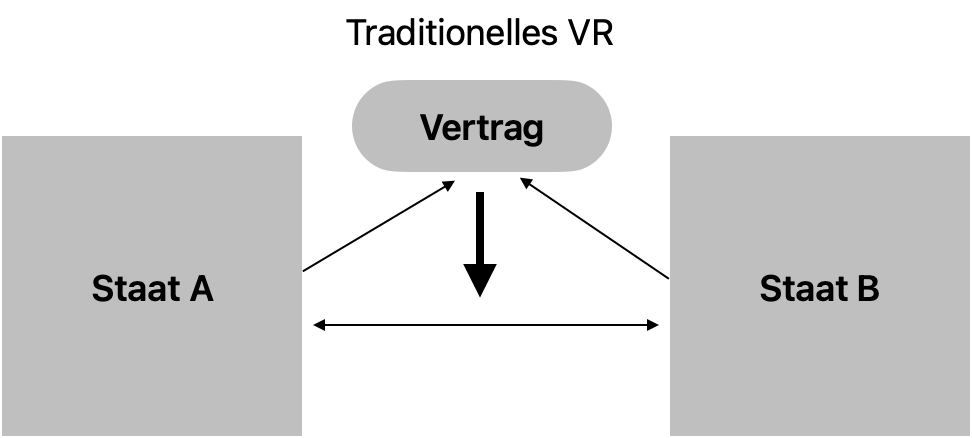 Traditionelles VR
Vertrag
Staat A
Staat B